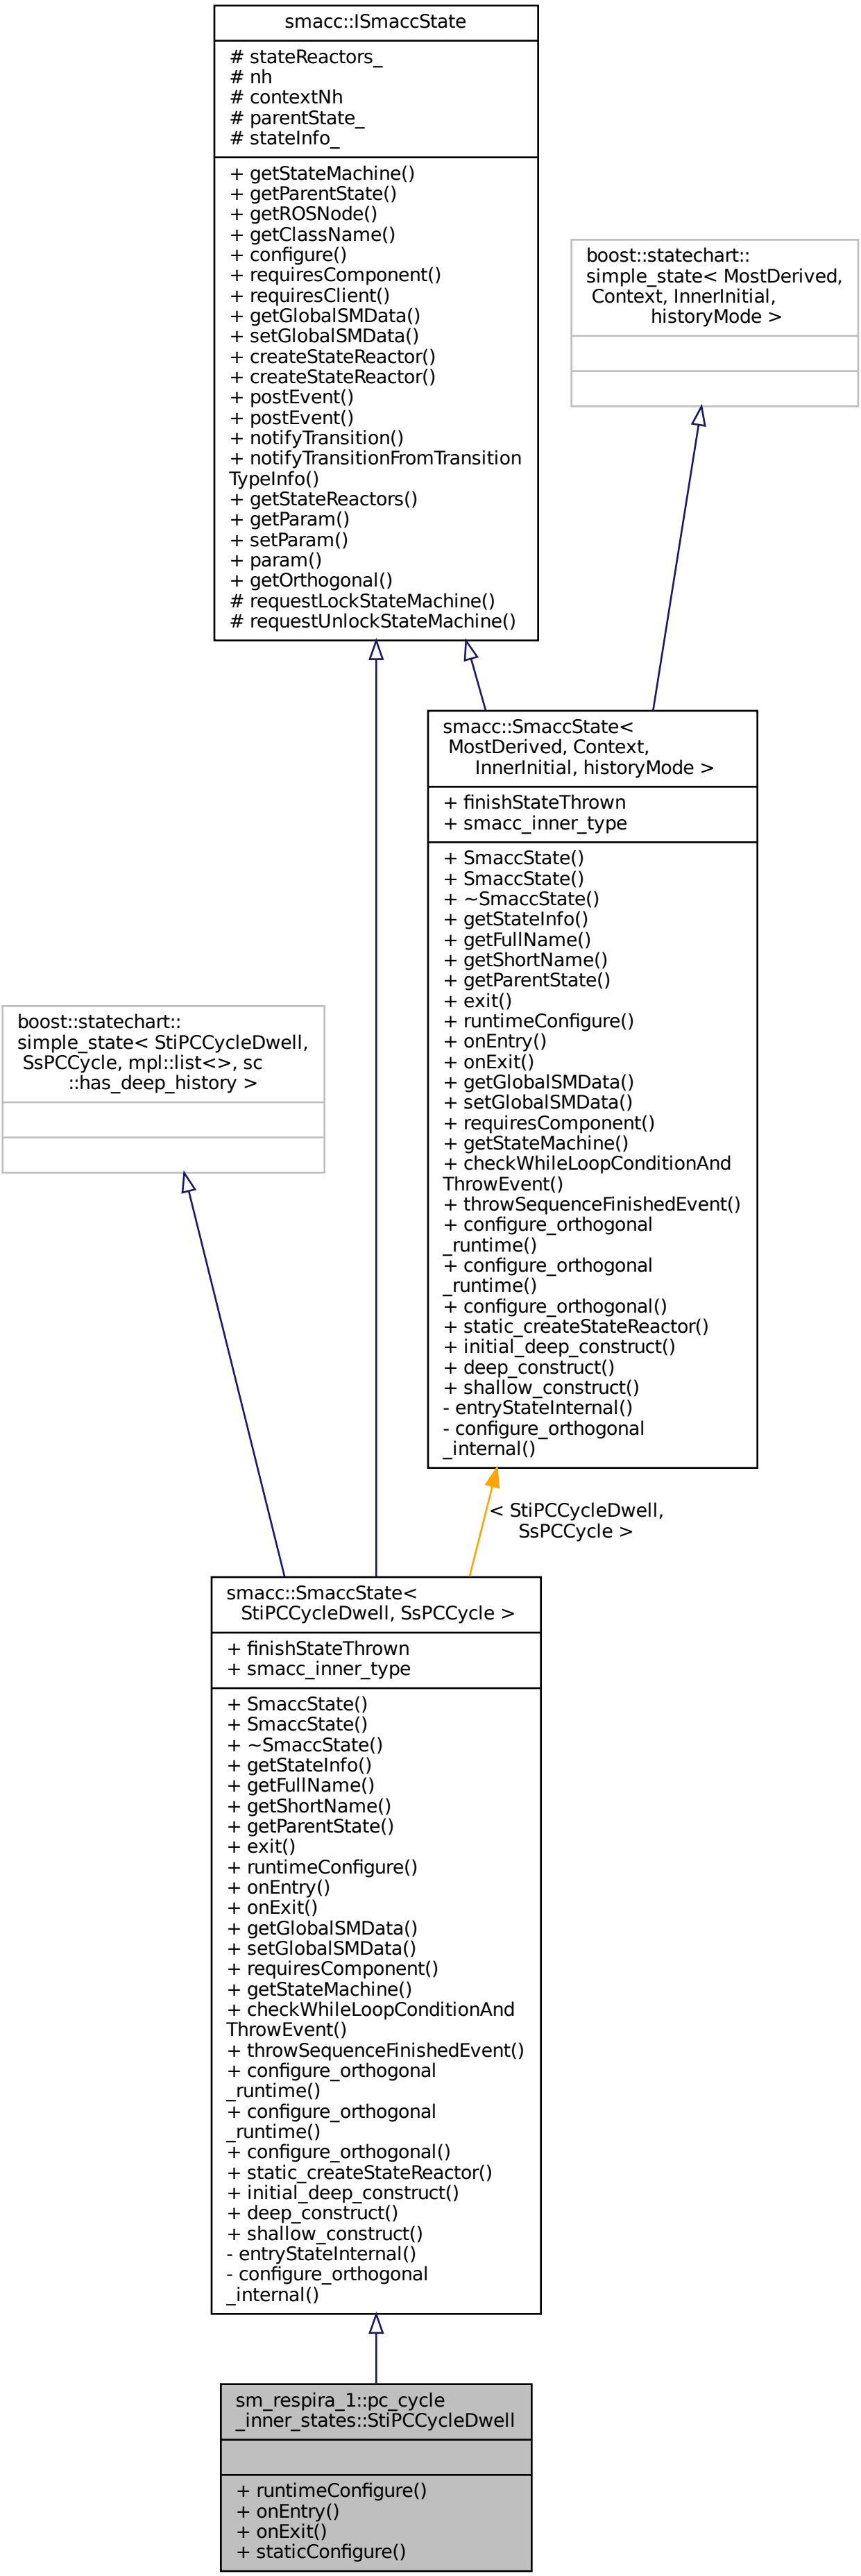 smacc::ISmaccState
# stateReactors_
# nh
# contextNh
# parentState_
# stateInfo_
+ getStateMachine()
+ getParentState()
+ getROSNode()
+ getClassName()
+ configure()
+ requiresComponent()
+ requiresClient()
+ getGlobalSMData()
+ setGlobalSMData()
+ createStateReactor()
+ createStateReactor()
+ postEvent()
+ postEvent()
+ notifyTransition()
+ notifyTransitionFromTransition
TypeInfo()
+ getStateReactors()
+ getParam()
+ setParam()
+ param()
+ getOrthogonal()
# requestLockStateMachine()
# requestUnlockStateMachine()
boost::statechart::
simple_state< MostDerived,
Context, InnerInitial,
historyMode >
smacc::SmaccState<
MostDerived, Context,
InnerInitial, historyMode >
+ finishStateThrown
+ smacc_inner_type
+ SmaccState()
+ SmaccState()
+ ~SmaccState()
+ getStateInfo()
+ getFullName()
+ getShortName()
+ getParentState()
+ exit()
+ runtimeConfigure()
+ onEntry()
+ onExit()
+ getGlobalSMData()
+ setGlobalSMData()
+ requiresComponent()
+ getStateMachine()
+ checkWhileLoopConditionAnd
ThrowEvent()
+ throwSequenceFinishedEvent()
+ configure_orthogonal
_runtime()
+ configure_orthogonal
_runtime()
+ configure_orthogonal()
+ static_createStateReactor()
+ initial_deep_construct()
+ deep_construct()
+ shallow_construct()
- entryStateInternal()
- configure_orthogonal
_internal()
boost::statechart::
simple_state< StiPCCycleDwell,
SsPCCycle, mpl::list<>, sc
::has_deep_history >
< StiPCCycleDwell,
SsPCCycle >
smacc::SmaccState<
StiPCCycleDwell, SsPCCycle >
+ finishStateThrown
+ smacc_inner_type
+ SmaccState()
+ SmaccState()
+ ~SmaccState()
+ getStateInfo()
+ getFullName()
+ getShortName()
+ getParentState()
+ exit()
+ runtimeConfigure()
+ onEntry()
+ onExit()
+ getGlobalSMData()
+ setGlobalSMData()
+ requiresComponent()
+ getStateMachine()
+ checkWhileLoopConditionAnd
ThrowEvent()
+ throwSequenceFinishedEvent()
+ configure_orthogonal
_runtime()
+ configure_orthogonal
_runtime()
+ configure_orthogonal()
+ static_createStateReactor()
+ initial_deep_construct()
+ deep_construct()
+ shallow_construct()
- entryStateInternal()
- configure_orthogonal
_internal()
sm_respira_1::pc_cycle
_inner_states::StiPCCycleDwell
+ runtimeConfigure()
+ onEntry()
+ onExit()
+ staticConfigure()